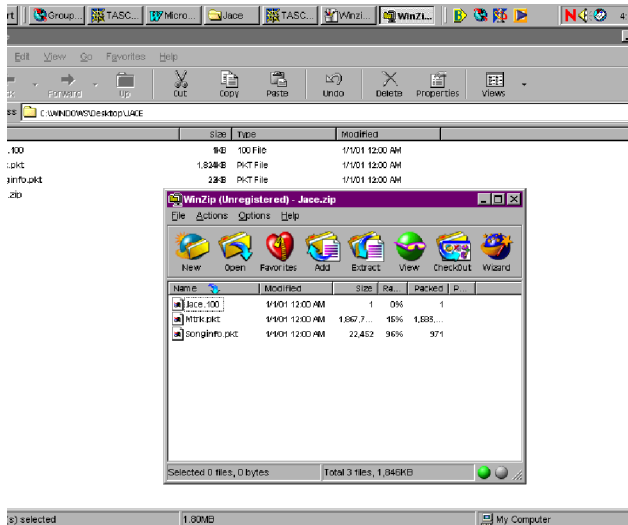 rt Group... TASC... Micro... Jace TASC... Winzi... WinZi... 4:
Edit View Go Favorites Help
Forward Up Cut Copy Paste Undo Delete Properties Views
ss C:\WINDOWS\Desktop\JACE
Size Type Modified
.100 1KB 100 File 1/1/01 12:00 AM
k.pkt 1,824KB PKT File 1/1/01 12:00 AM
ginfo.pkt 22KB PKT File 1/1/01 12:00 AM
.zip
WinZip (Unregistered) - Jace.zip
File Actions Options Help
New Open Favorites Add Extract View CheckOut Wizard
Name Modified Size Ra... Packed P...
Jace.100 1/1/01 12:00 AM 1 0% 1
Mtrk.pkt 1/1/01 12:00 AM 1,867,7... 15%
Songinfo.pkt 1/1/01 12:00 AM 22,452 96% 971
Selected 0 files, 0 bytes Total 3 files, 1,846KB
(s) selected 1.80MB My Computer